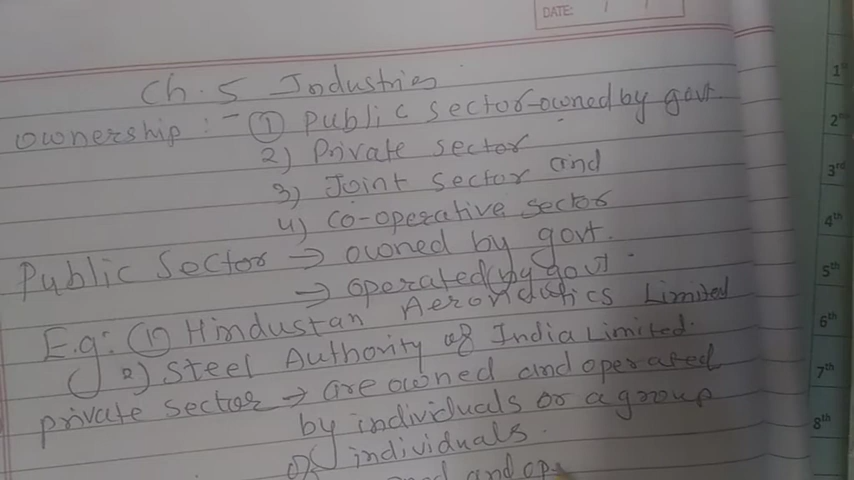 DATE: / /
Ch. 5 Industries
Ownership :- ① Public sector-owned by govt.
2) Private sector
3) Joint sector and
4) Co-operative sector
Public Sector → owned by govt.
→ operated by govt.
E.g: ① Hindustan Aeronautics Limited
2) Steel Authority of India Limited.
private sector → are owned and operated
by individuals or a group
of individuals.
and op
1st
2nd
3rd
4th
5th
6th
7th
8th